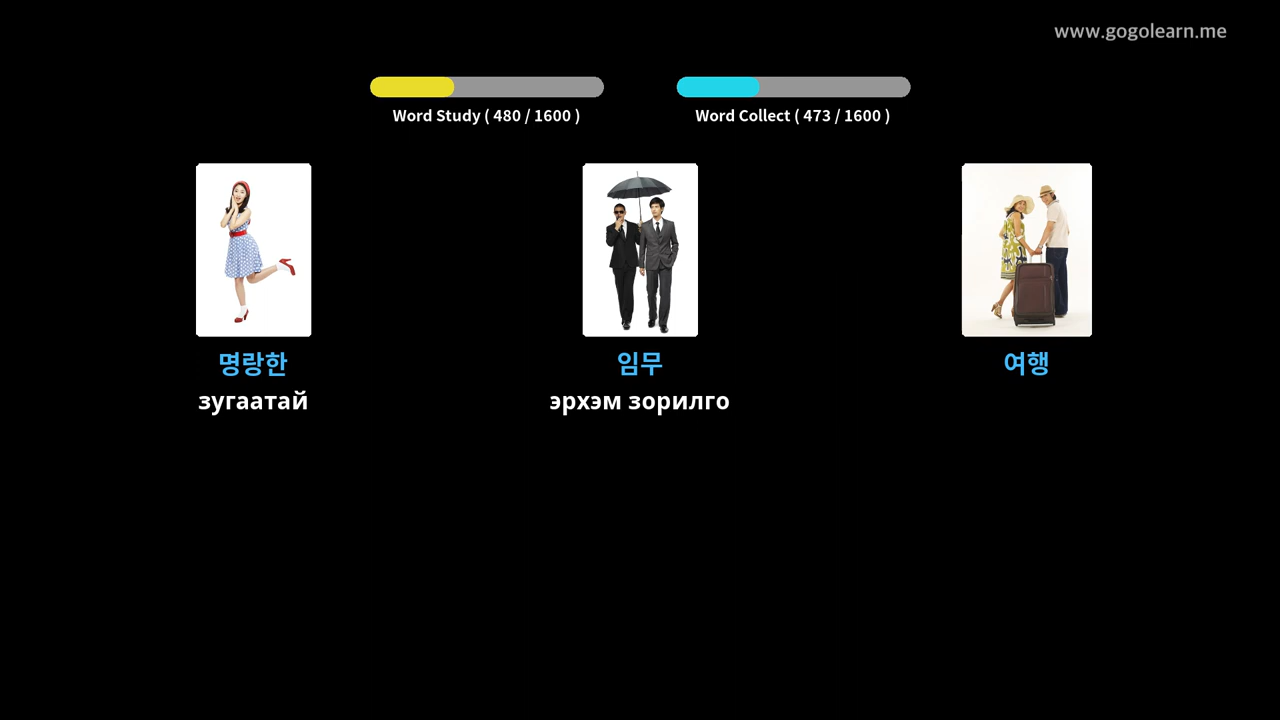 www.gogolearn.me
Word Study ( 480 / 1600 )
Word Collect ( 473 / 1600 )
명랑한
임무
여행
зугаатай
эрхэм зорилго